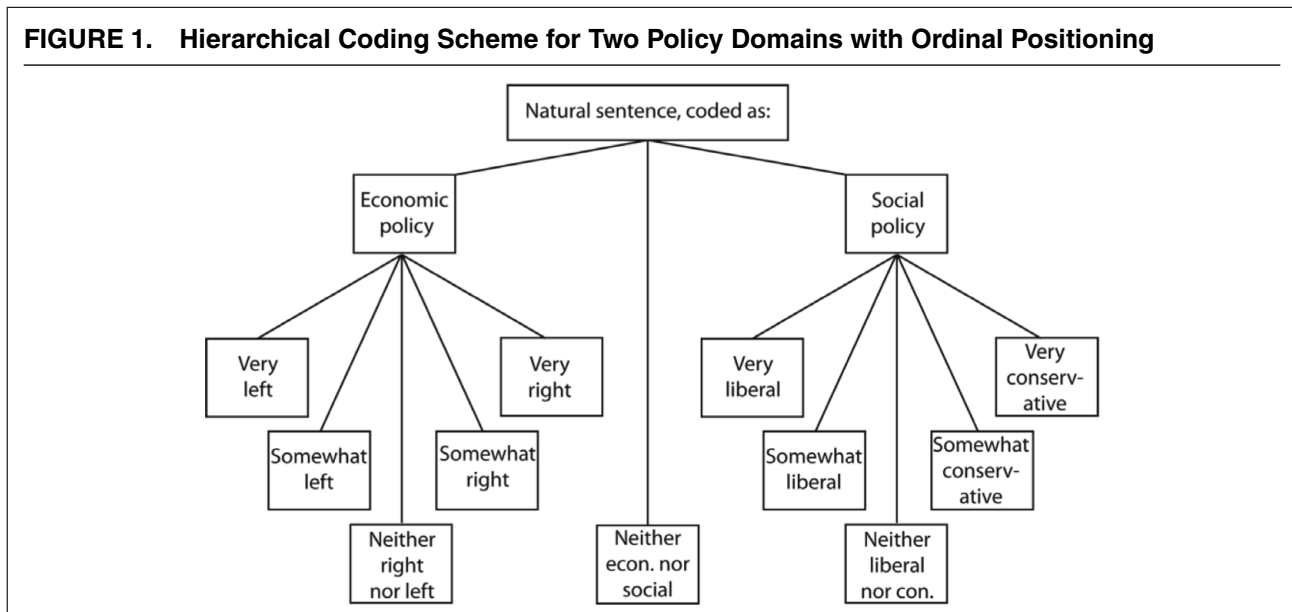 FIGURE 1. Hierarchical Coding Scheme for Two Policy Domains with Ordinal Positioning
Natural sentence, coded as:
Economic
policy
Social
policy
Very
left
Very
right
Very
liberal
Very
conserv-
ative
Somewhat
left
Somewhat
right
Somewhat
liberal
Somewhat
conserv-
ative
Neither
right
nor left
Neither
econ. nor
social
Neither
liberal
nor con.